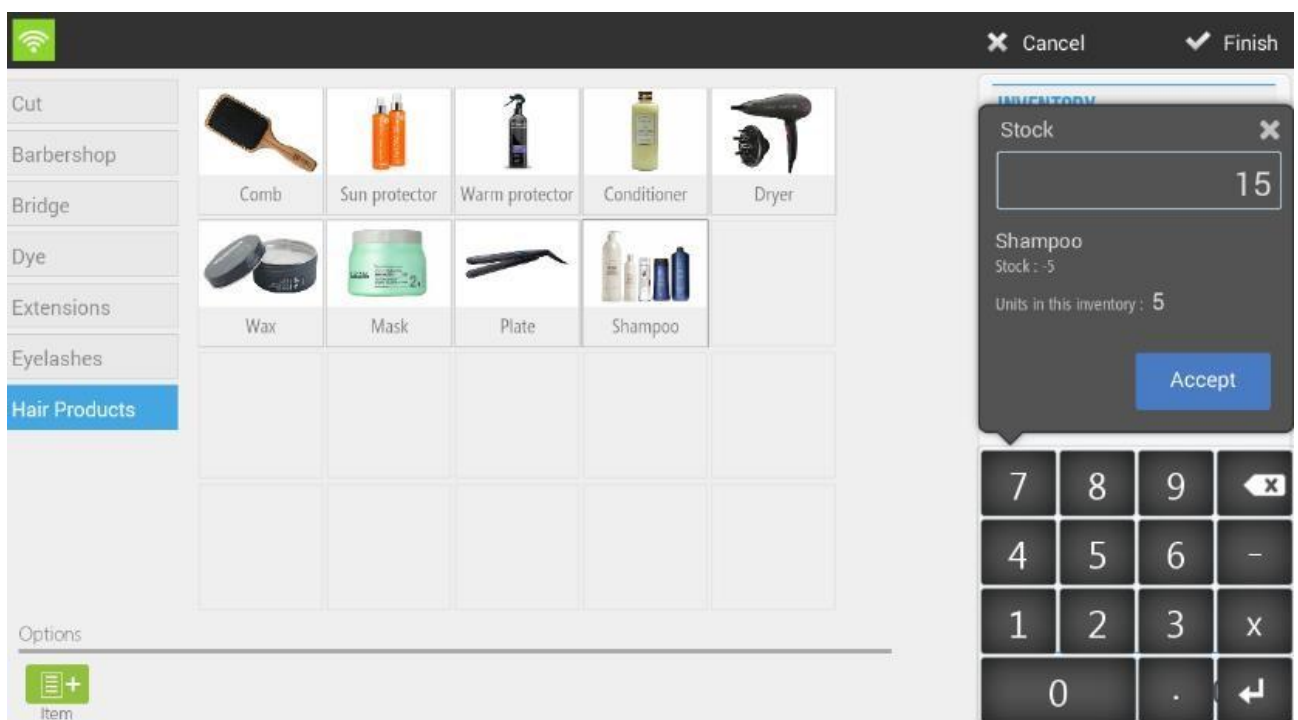 Cancel
Finish
Cut
Barbershop
Bridge
Dye
Extensions
Eyelashes
Hair Products
Comb
Sun protector
Warm protector
Conditioner
Dryer
Wax
Mask
Plate
Shampoo
INVENTORY
Stock
15
Shampoo
Stock : -5
Units in this inventory : 5
Accept
7 8 9
4 5 6 -
1 2 3 x
0 .
Options
Item